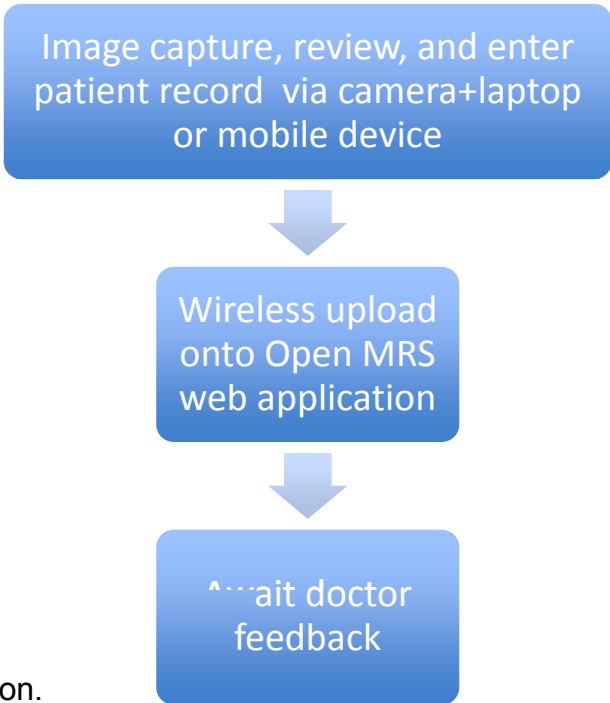 Image capture, review, and enter
patient record via camera+laptop
or mobile device
Wireless upload
onto Open MRS
web application
doctor
feedback
on.